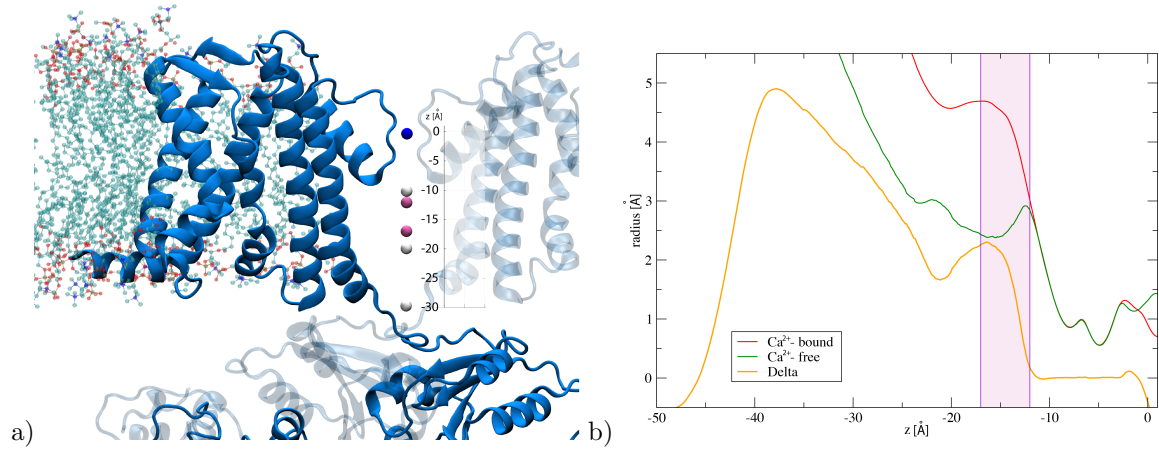 z [Å]
0
-5
-10
-15
-20
-25
-30
a)
5
4
3
2
1
0
radius [Å]
Ca²⁺- bound
Ca²⁺- free
Delta
-50
-40
-30
-20
-10
0
z [Å]
b)